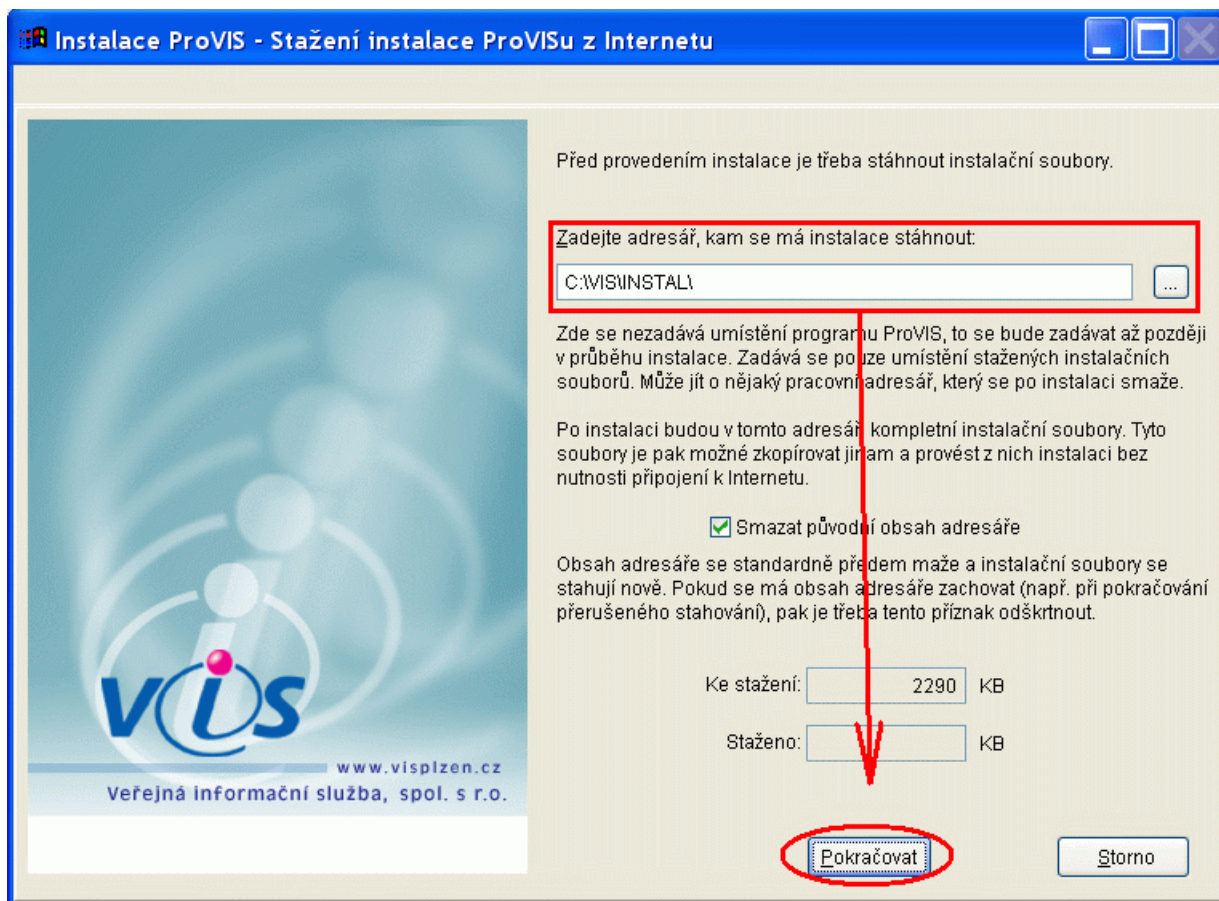 Instalace ProVIS - Stažení instalace ProVISu z Internetu
Před provedením instalace je třeba stáhnout instalační soubory.
Zadejte adresář, kam se má instalace stáhnout:
C:\VIS\INSTAL\
...
Zde se nezadává umístění programu ProVIS, to se bude zadávat až později
v průběhu instalace. Zadává se pouze umístění stažených instalačních
souborů. Může jít o nějaký pracovní adresář, který se po instalaci smaže.
Po instalaci budou v tomto adresáři kompletní instalační soubory. Tyto
soubory je pak možné zkopírovat jinam a provést z nich instalaci bez
nutnosti připojení k Internetu.
Smazat původní obsah adresáře
Obsah adresáře se standardně předem maže a instalační soubory se
stahují nově. Pokud se má obsah adresáře zachovat (např. při pokračování
přerušeného stahování), pak je třeba tento příznak odškrtnout.
Ke stažení: 2290 KB
Staženo: KB
vis
www.visplzen.cz
Veřejná informační služba, spol. s r.o.
Pokračovat Storno